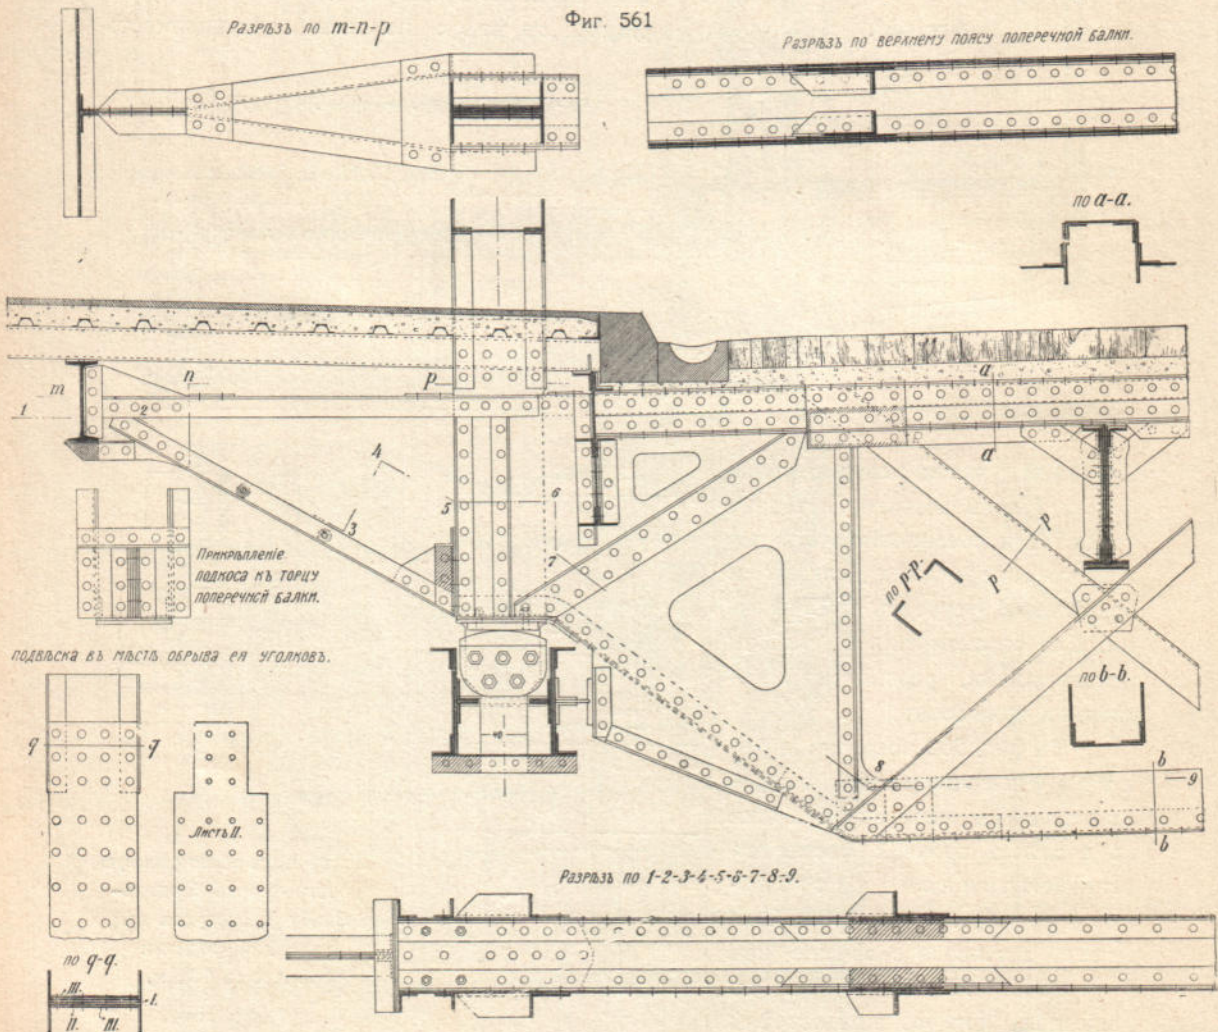 Фиг. 561
Разрѣзъ по m-n-p
Разрѣзъ по верхнему поясу поперечной балки.
по a-a.
m
n
p
a
1
2
4
a
3
5
6
7
p
p
по p-p.
Прикрѣпленіе
подкоса къ торцу
поперечной балки.
Подвѣска въ мѣстѣ обрыва ея уголковъ.
по b-b.
q
q
8
b
9
b
Листъ II.
Разрѣзъ по 1-2-3-4-5-6-7-8-9.
по q-q.
III.
I.
II.
III.